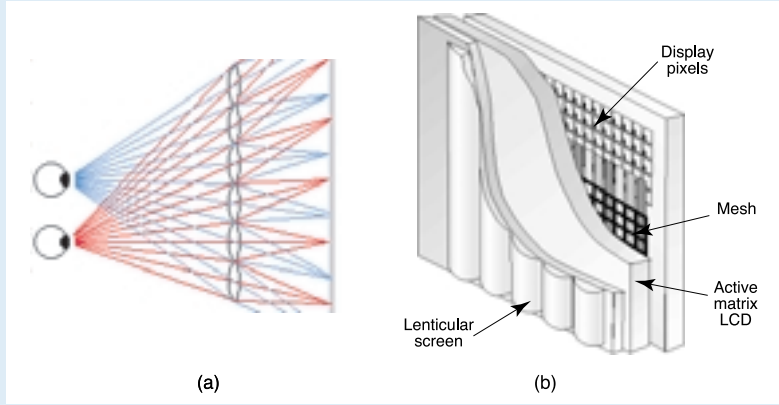 Display
pixels
Mesh
Active
matrix
LCD
Lenticular
screen
(a)
(b)